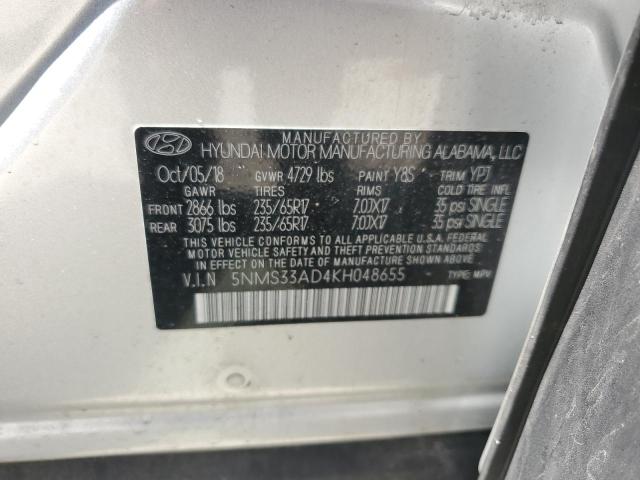 MANUFACTURED BY
HYUNDAI MOTOR MANUFACTURING ALABAMA, LLC
Oct/05/18 GVWR 4729 lbs PAINT Y8S TRIM YPJ
GAWR TIRES RIMS COLD TIRE INFL
FRONT 2866 lbs 235/65R17 7.0JX17 35 psi SINGLE
REAR 3075 lbs 235/65R17 7.0JX17 35 psi SINGLE
THIS VEHICLE CONFORMS TO ALL APPLICABLE U.S.A. FEDERAL
MOTOR VEHICLE SAFETY AND THEFT PREVENTION STANDARDS
IN EFFECT ON THE DATE OF MANUFACTURE SHOWN ABOVE.
V.I.N 5NMS33AD4KH048655 TYPE: MPV